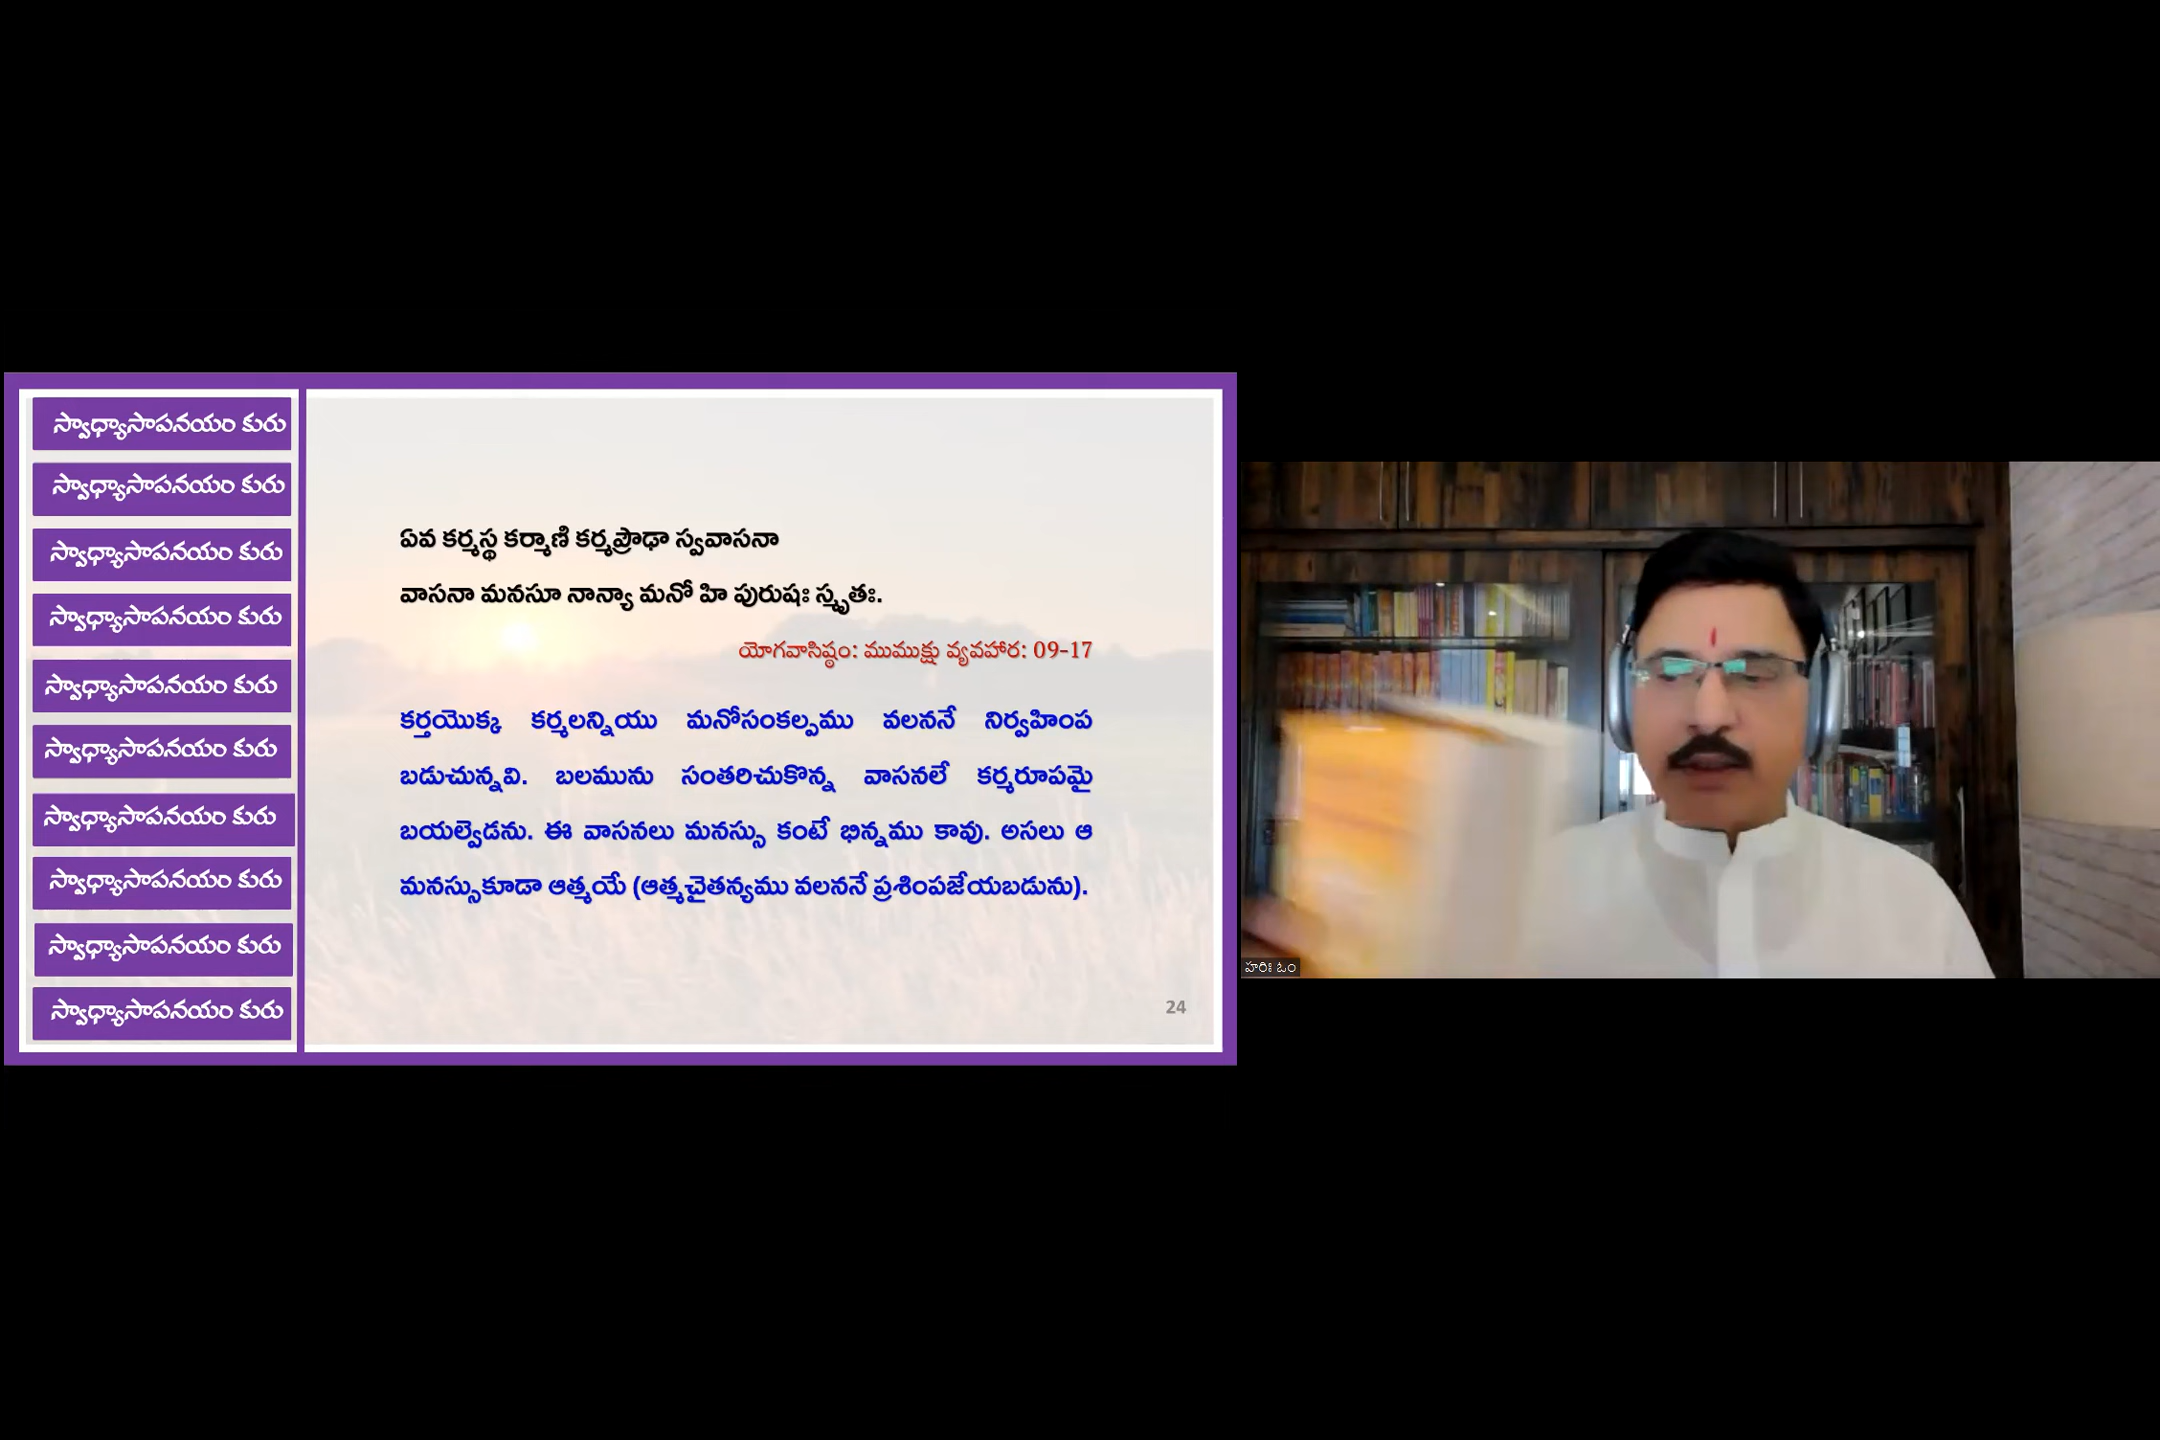 స్వాధ్యాసాపనయం కురు
స్వాధ్యాసాపనయం కురు
స్వాధ్యాసాపనయం కురు
స్వాధ్యాసాపనయం కురు
స్వాధ్యాసాపనయం కురు
స్వాధ్యాసాపనయం కురు
స్వాధ్యాసాపనయం కురు
స్వాధ్యాసాపనయం కురు
స్వాధ్యాసాపనయం కురు
స్వాధ్యాసాపనయం కురు
ఏవ కర్మస్థ కర్మాణి కర్మప్రౌఢా స్వవాసనా
వాసనా మనసూ నాన్యా మనో హి పురుషః స్మృతః.
యోగవాసిష్ఠం: ముముక్షు వ్యవహార: 09-17
కర్తయొక్క కర్మలన్నియు మనోసంకల్పము వలననే నిర్వహింప
బడుచున్నవి. బలమును సంతరిచుకొన్న వాసనలే కర్మరూపమై
బయల్వెడను. ఈ వాసనలు మనస్సు కంటే భిన్నము కావు. అసలు ఆ
మనస్సుకూడా ఆత్మయే (ఆత్మచైతన్యము వలననే ప్రశింపజేయబడును).
24
హరిః ఓం